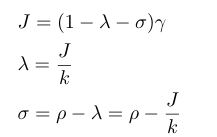 J = (1 − λ − σ)γ
λ = J/k
σ = ρ − λ = ρ − J/k